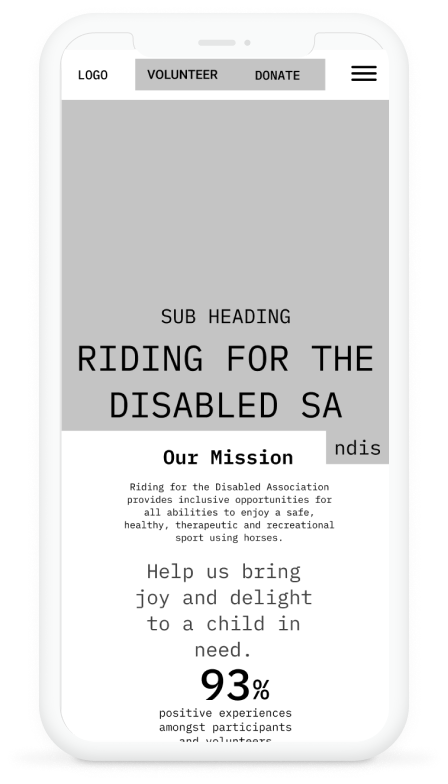 LOGO VOLUNTEER DONATE
SUB HEADING
RIDING FOR THE
DISABLED SA
ndis
Our Mission
Riding for the Disabled Association
provides inclusive opportunities for
all abilities to enjoy a safe,
healthy, therapeutic and recreational
sport using horses.
Help us bring
joy and delight
to a child in
need.
93%
positive experiences
amongst participants
and volunteers